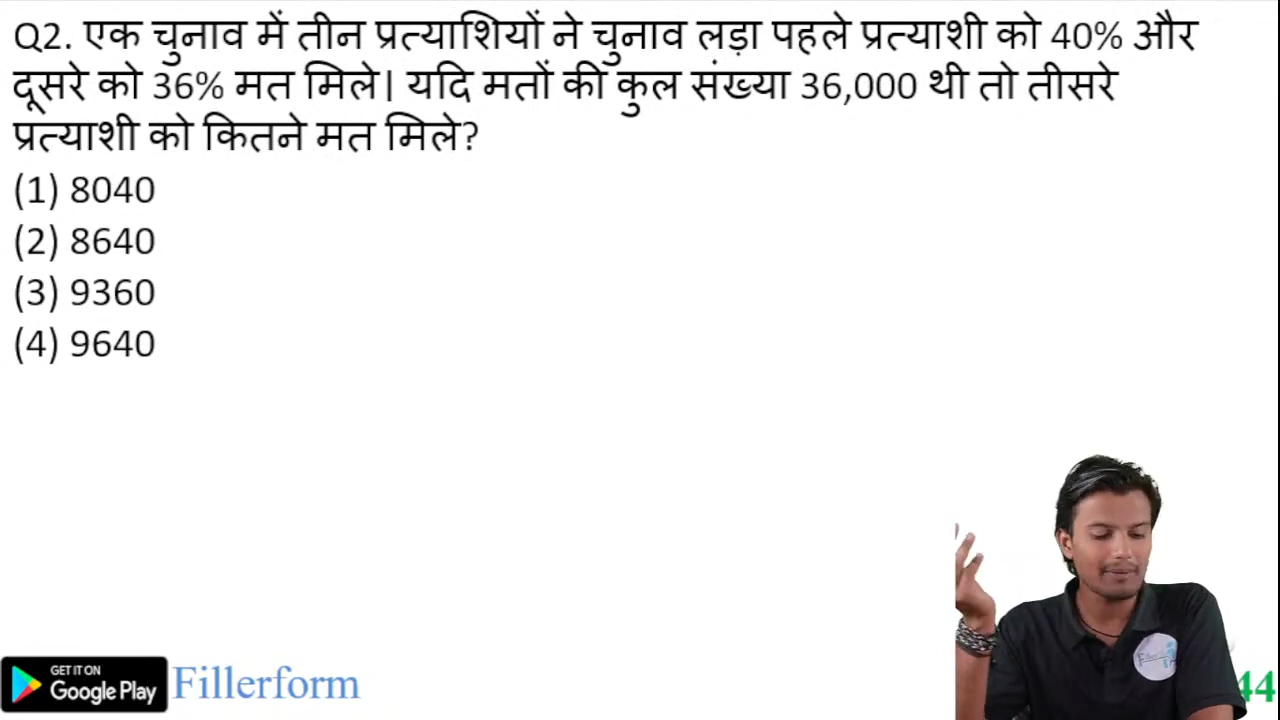 Q2. एक चुनाव में तीन प्रत्याशियों ने चुनाव लड़ा पहले प्रत्याशी को 40% और
दूसरे को 36% मत मिले| यदि मतों की कुल संख्या 36,000 थी तो तीसरे
प्रत्याशी को कितने मत मिले?
(1) 8040
(2) 8640
(3) 9360
(4) 9640
GET IT ON
Google Play
Fillerform
44